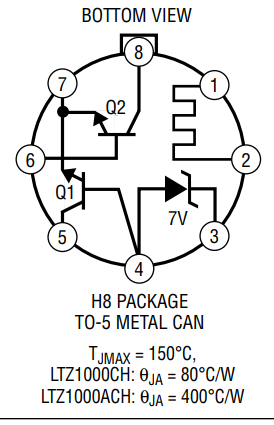 BOTTOM VIEW
8
7
1
Q2
6
2
Q1
7V
5
3
4
H8 PACKAGE
TO-5 METAL CAN
TJMAX = 150°C,
LTZ1000CH: θJA = 80°C/W
LTZ1000ACH: θJA = 400°C/W